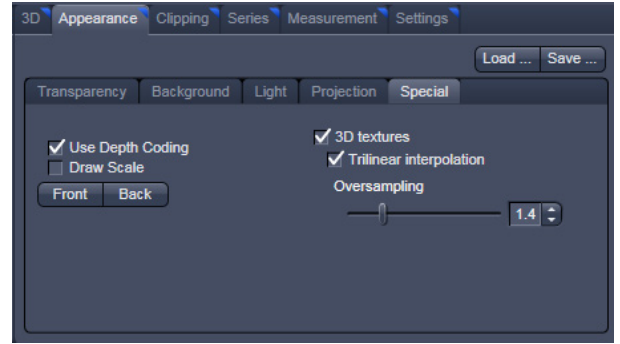 3D Appearance Clipping Series Measurement Settings
Load ... Save ...
Transparency Background Light Projection Special
Use Depth Coding
Draw Scale
Front Back
3D textures
Trilinear interpolation
Oversampling
1.4